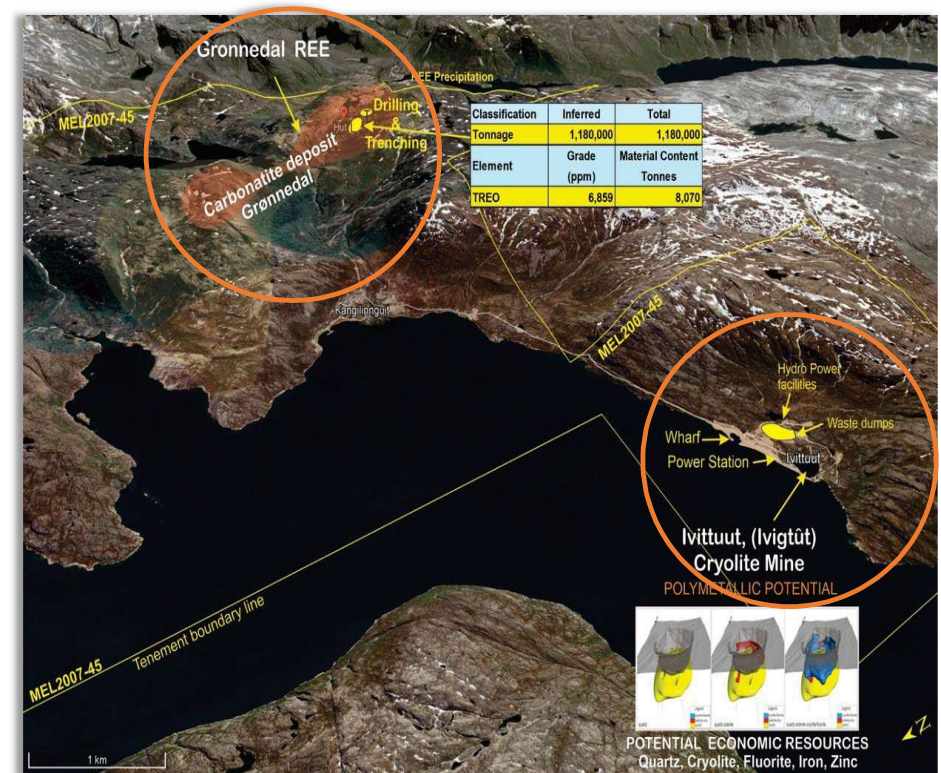 Gronnedal REE
REE Precipitation
MEL2007-45
Drilling
&
Trenching
Hut
Carbonatite deposit
Grønnedal
Classification Inferred Total
Tonnage 1,180,000 1,180,000
Element Grade (ppm) Material Content Tonnes
TREO 6,859 8,070
Kangilinnguit
MEL2007-45
Hydro Power
facilities
Waste dumps
Wharf
Power Station
Ivittuut
Ivittuut, (Ivigtût)
Cryolite Mine
POLYMETALLIC POTENTIAL
Tenement boundary line
MEL2007-45
POTENTIAL ECONOMIC RESOURCES
Quartz, Cryolite, Fluorite, Iron, Zinc
1 km
Z